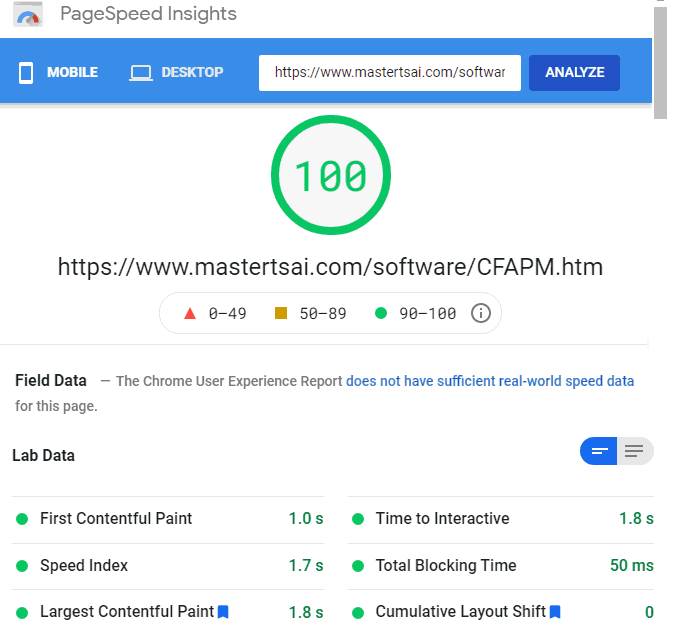 PageSpeed Insights
MOBILE DESKTOP https://www.mastertsai.com/softwar ANALYZE
100
https://www.mastertsai.com/software/CFAPM.htm
0–49 50–89 90–100
Field Data — The Chrome User Experience Report does not have sufficient real-world speed data
for this page.
Lab Data
First Contentful Paint 1.0 s Time to Interactive 1.8 s
Speed Index 1.7 s Total Blocking Time 50 ms
Largest Contentful Paint 1.8 s Cumulative Layout Shift 0